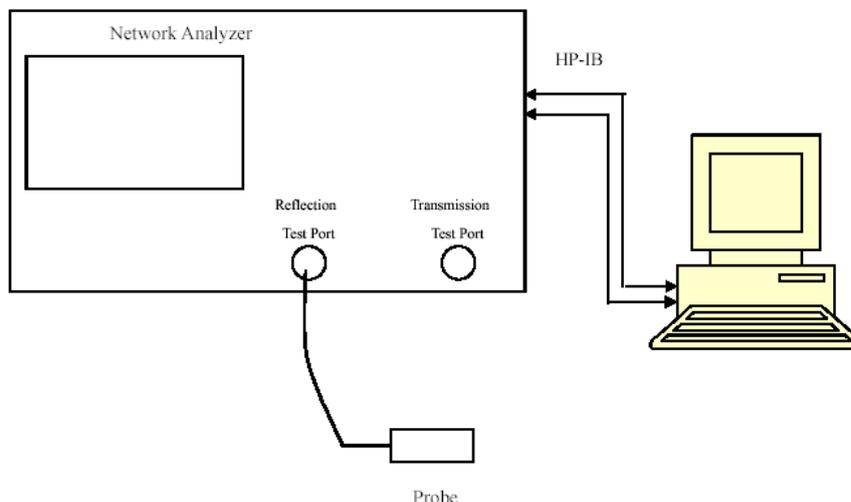 Network Analyzer
HP-IB
Reflection
Test Port
Transmission
Test Port
Probe